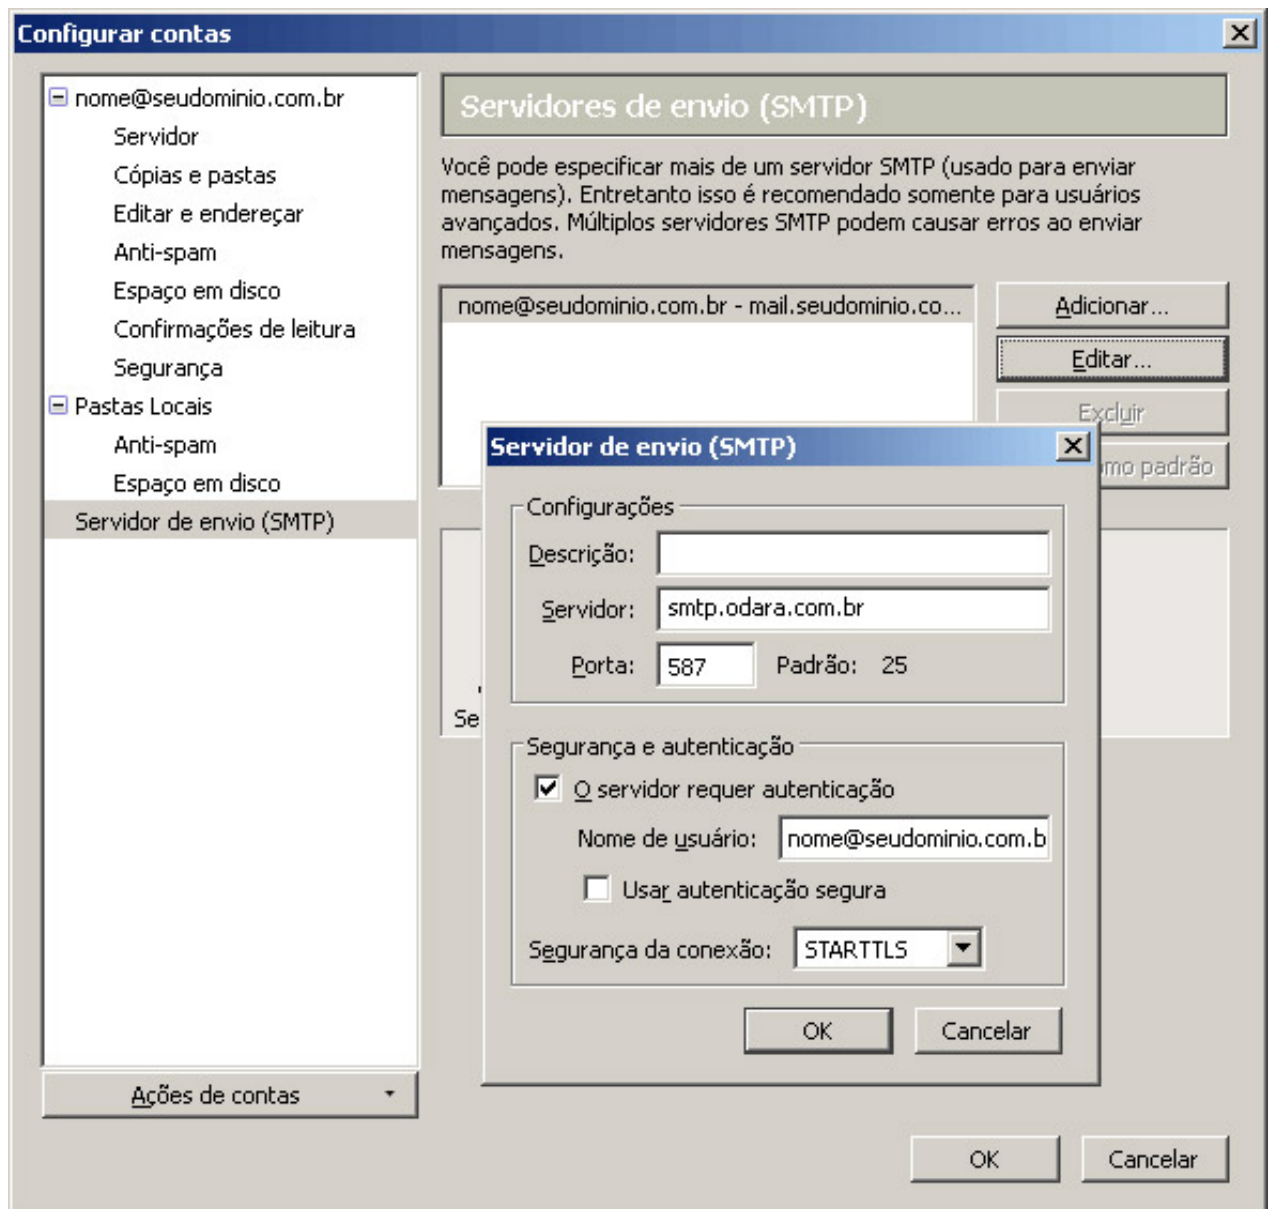 Configurar contas
nome@seudominio.com.br
Servidor
Cópias e pastas
Editar e endereçar
Anti-spam
Espaço em disco
Confirmações de leitura
Segurança
Pastas Locais
Anti-spam
Espaço em disco
Servidor de envio (SMTP)
Ações de contas
Servidores de envio (SMTP)
Você pode especificar mais de um servidor SMTP (usado para enviar
mensagens). Entretanto isso é recomendado somente para usuários
avançados. Múltiplos servidores SMTP podem causar erros ao enviar
mensagens.
nome@seudominio.com.br - mail.seudominio.co...
Adicionar...
Editar...
Excluir
omo padrão
Se
Servidor de envio (SMTP)
Configurações
Descrição:
Servidor: smtp.odara.com.br
Porta: 587 Padrão: 25
Segurança e autenticação
O servidor requer autenticação
Nome de usuário: nome@seudominio.com.b
Usar autenticação segura
Segurança da conexão: STARTTLS
OK Cancelar
OK Cancelar